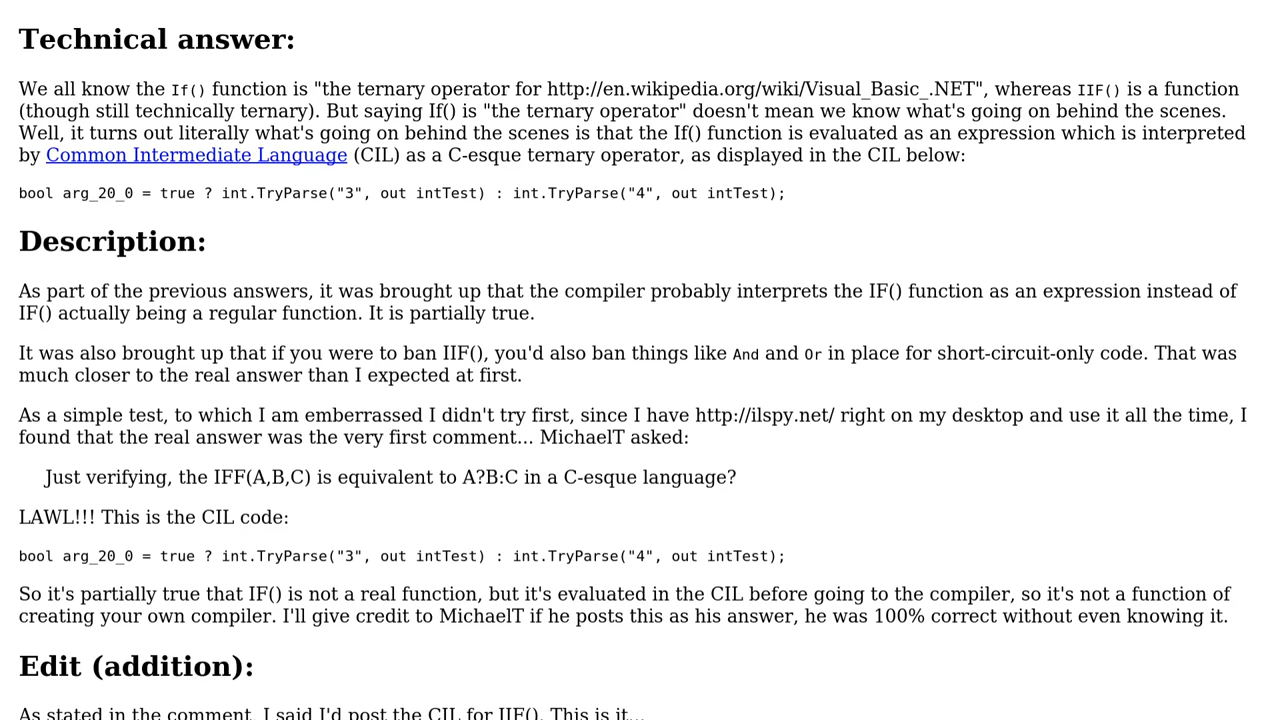 Technical answer:
We all know the If() function is "the ternary operator for http://en.wikipedia.org/wiki/Visual_Basic_.NET", whereas IIF() is a function
(though still technically ternary). But saying If() is "the ternary operator" doesn't mean we know what's going on behind the scenes.
Well, it turns out literally what's going on behind the scenes is that the If() function is evaluated as an expression which is interpreted
by Common Intermediate Language (CIL) as a C-esque ternary operator, as displayed in the CIL below:
bool arg_20_0 = true ? int.TryParse("3", out intTest) : int.TryParse("4", out intTest);
Description:
As part of the previous answers, it was brought up that the compiler probably interprets the IF() function as an expression instead of
IF() actually being a regular function. It is partially true.
It was also brought up that if you were to ban IIF(), you'd also ban things like And and Or in place for short-circuit-only code. That was
much closer to the real answer than I expected at first.
As a simple test, to which I am emberrassed I didn't try first, since I have http://ilspy.net/ right on my desktop and use it all the time, I
found that the real answer was the very first comment... MichaelT asked:
Just verifying, the IFF(A,B,C) is equivalent to A?B:C in a C-esque language?
LAWL!!! This is the CIL code:
bool arg_20_0 = true ? int.TryParse("3", out intTest) : int.TryParse("4", out intTest);
So it's partially true that IF() is not a real function, but it's evaluated in the CIL before going to the compiler, so it's not a function of
creating your own compiler. I'll give credit to MichaelT if he posts this as his answer, he was 100% correct without even knowing it.
Edit (addition):
As stated in the comment, I said I'd post the CIL for IIF(). This is it...